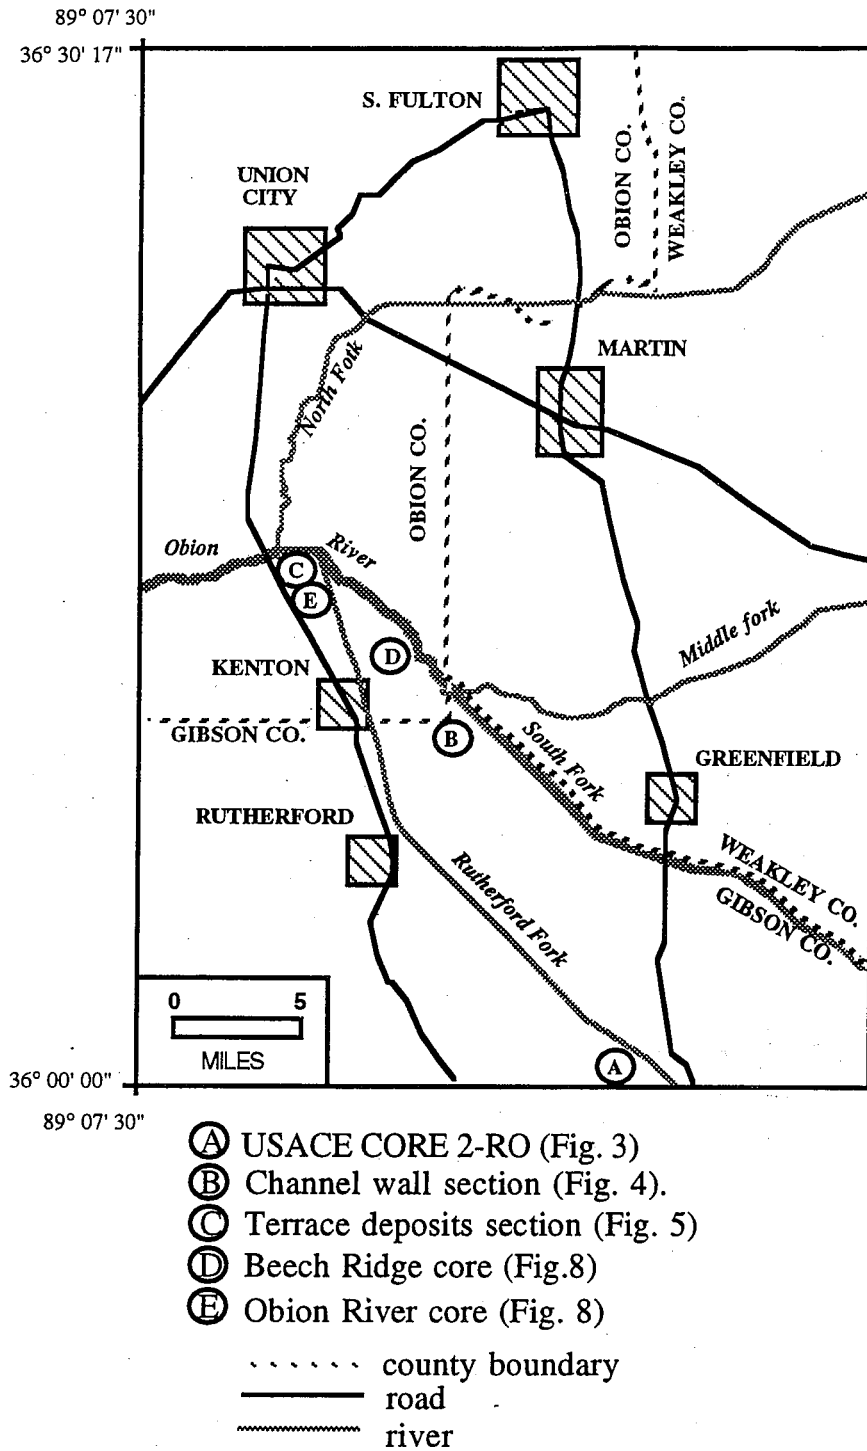 89° 07' 30"
36° 30' 17"
S. FULTON
OBION CO.
WEAKLEY CO.
UNION
CITY
MARTIN
North Fork
OBION CO.
Obion
River
C
E
D
Middle fork
KENTON
GIBSON CO.
B
South Fork
GREENFIELD
RUTHERFORD
Rutherford Fork
WEAKLEY CO.
GIBSON CO.
0 5
MILES
A
36° 00' 00"
89° 07' 30"
A USACE CORE 2-RO (Fig. 3)
B Channel wall section (Fig. 4).
C Terrace deposits section (Fig. 5)
D Beech Ridge core (Fig.8)
E Obion River core (Fig. 8)
county boundary
road
river